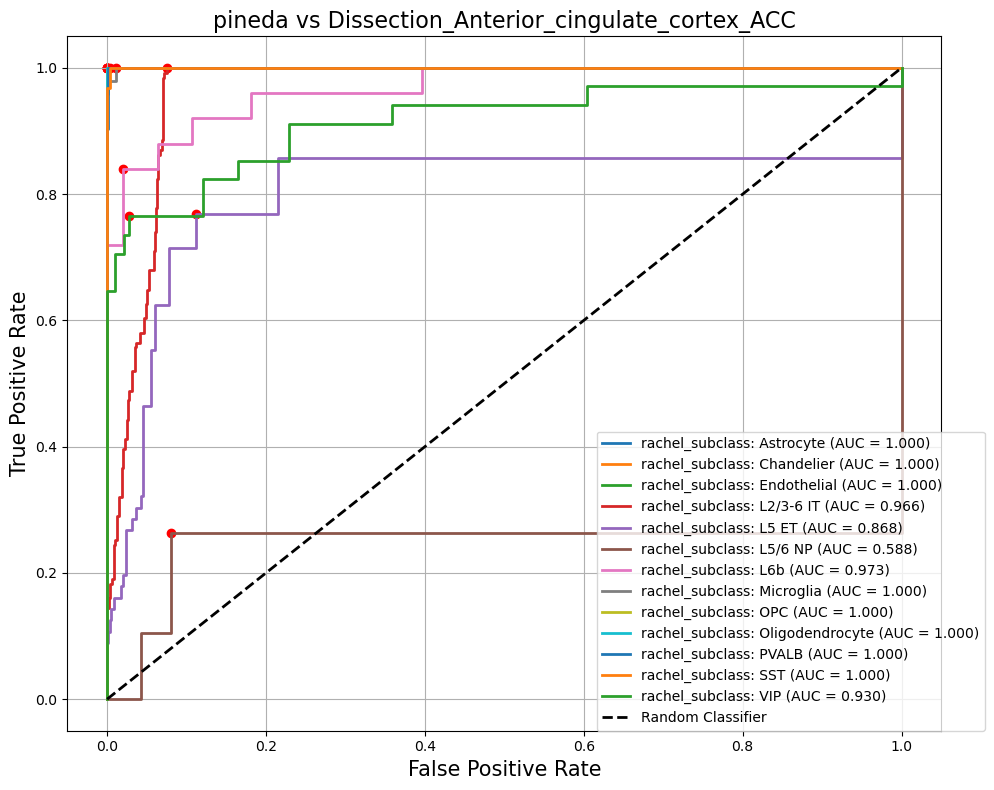 pineda vs Dissection_Anterior_cingulate_cortex_ACC
True Positive Rate
1.0
0.8
0.6
0.4
0.2
0.0
rachel_subclass: Astrocyte (AUC = 1.000)
rachel_subclass: Chandelier (AUC = 1.000)
rachel_subclass: Endothelial (AUC = 1.000)
rachel_subclass: L2/3-6 IT (AUC = 0.966)
rachel_subclass: L5 ET (AUC = 0.868)
rachel_subclass: L5/6 NP (AUC = 0.588)
rachel_subclass: L6b (AUC = 0.973)
rachel_subclass: Microglia (AUC = 1.000)
rachel_subclass: OPC (AUC = 1.000)
rachel_subclass: Oligodendrocyte (AUC = 1.000)
rachel_subclass: PVALB (AUC = 1.000)
rachel_subclass: SST (AUC = 1.000)
rachel_subclass: VIP (AUC = 0.930)
Random Classifier
0.0 0.2 0.4 0.6 0.8 1.0
False Positive Rate